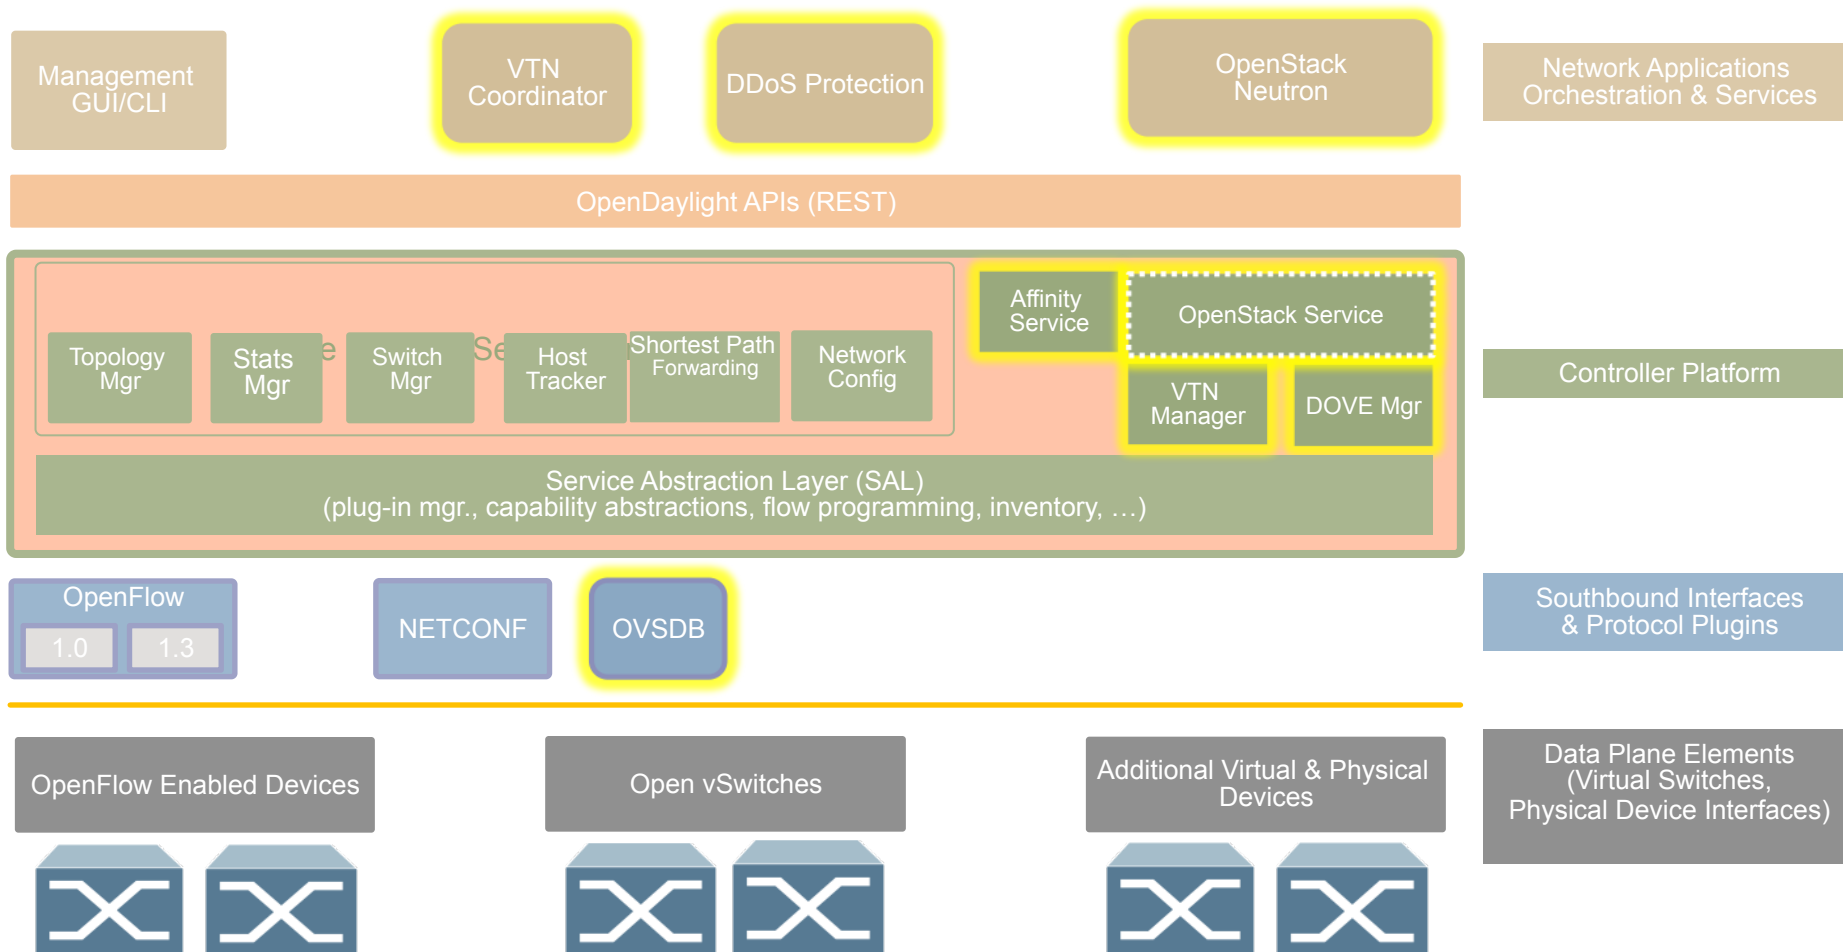 Management
GUI/CLI
VTN
Coordinator
DDoS Protection
OpenStack
Neutron
Network Applications
Orchestration & Services
OpenDaylight APIs (REST)
Affinity
Service
OpenStack Service
Topology
Mgr
Stats
Mgr
Switch
Mgr
Host
Tracker
Shortest Path
Forwarding
Network
Config
VTN
Manager
DOVE Mgr
Controller Platform
Service Abstraction Layer (SAL)
(plug-in mgr., capability abstractions, flow programming, inventory, …)
OpenFlow
1.0
1.3
NETCONF
OVSDB
Southbound Interfaces
& Protocol Plugins
OpenFlow Enabled Devices
Open vSwitches
Additional Virtual & Physical
Devices
Data Plane Elements
(Virtual Switches,
Physical Device Interfaces)